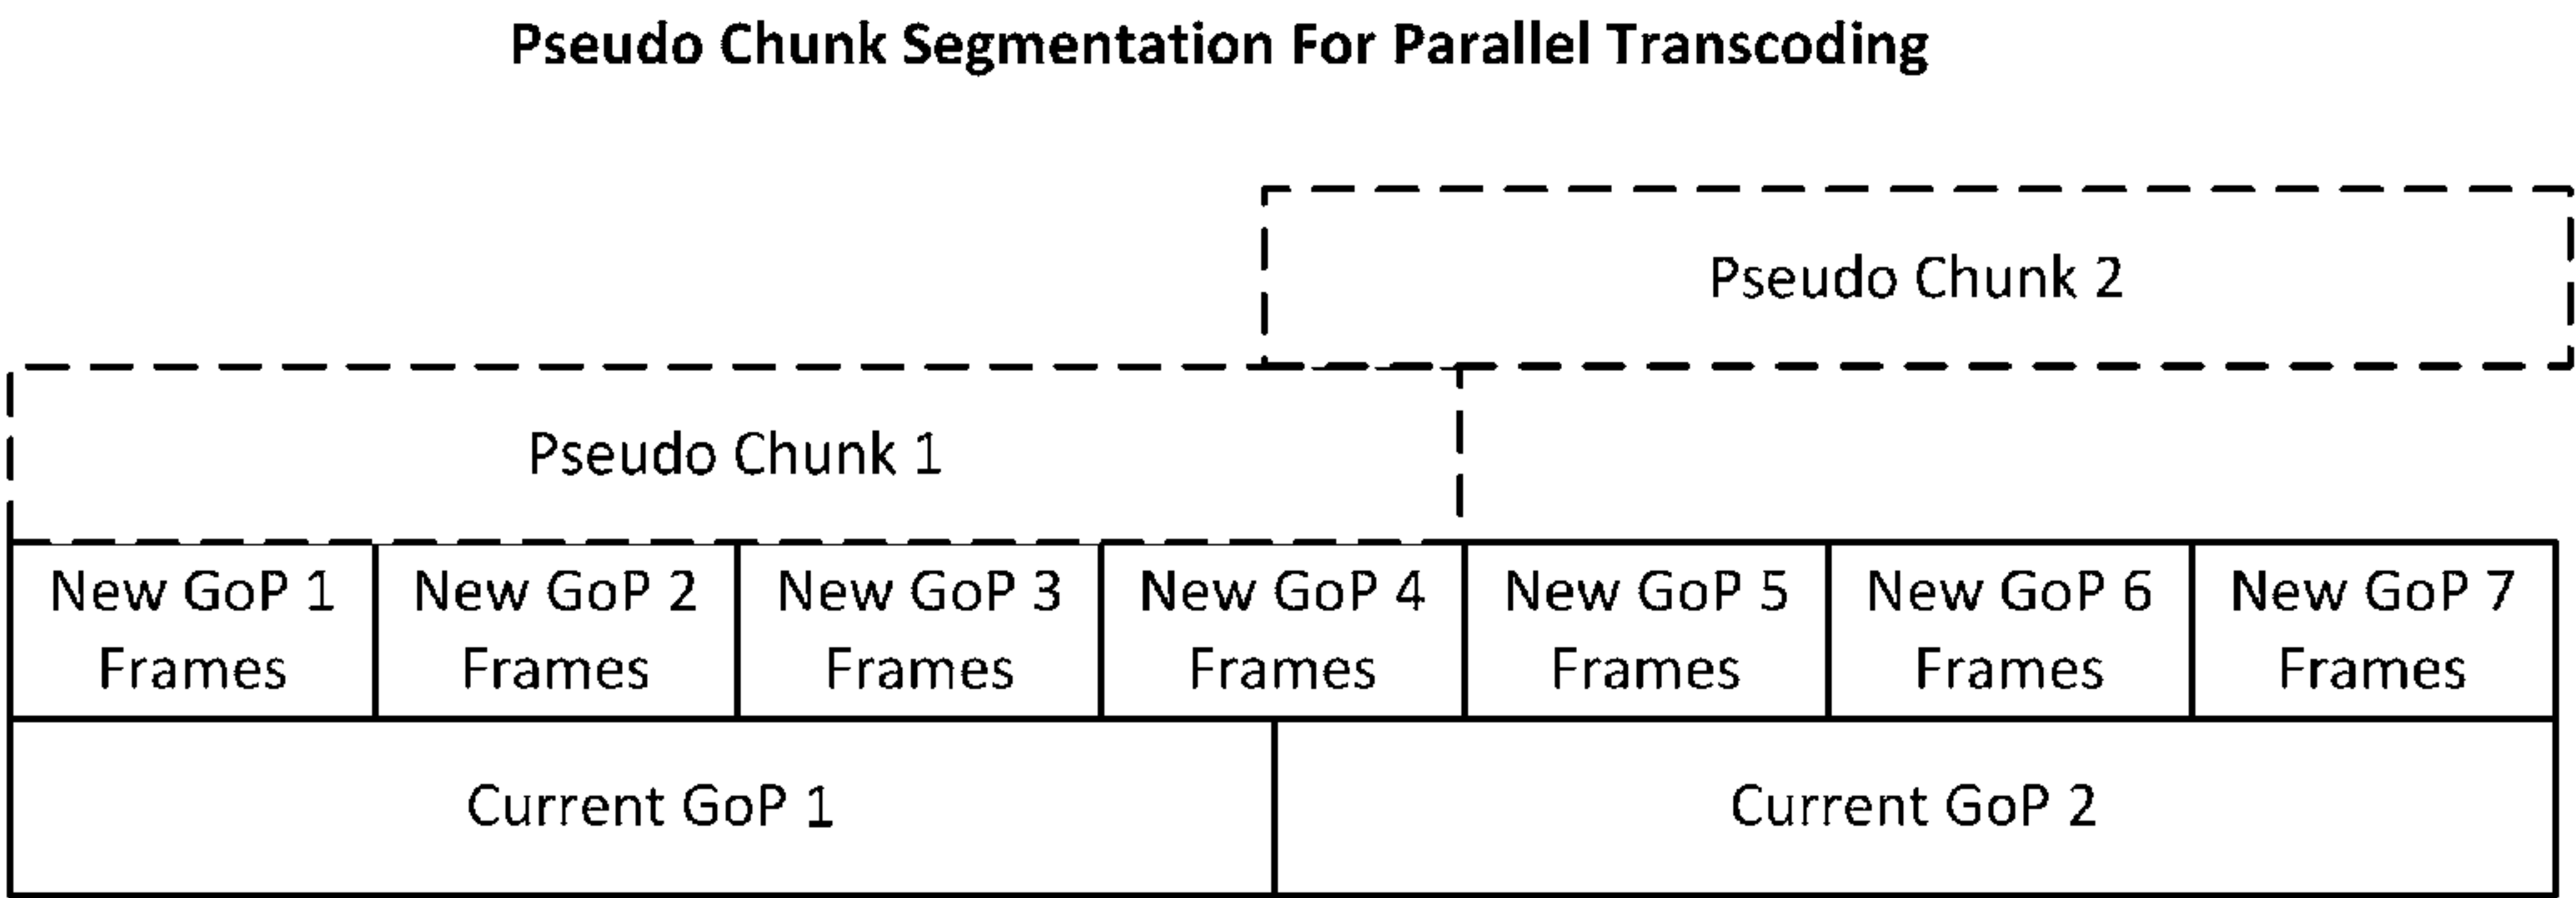 Pseudo Chunk Segmentation For Parallel Transcoding
Pseudo Chunk 2
Pseudo Chunk 1
New GoP 1
Frames
New GoP 2
Frames
New GoP 3
Frames
New GoP 4
Frames
New GoP 5
Frames
New GoP 6
Frames
New GoP 7
Frames
Current GoP 1
Current GoP 2